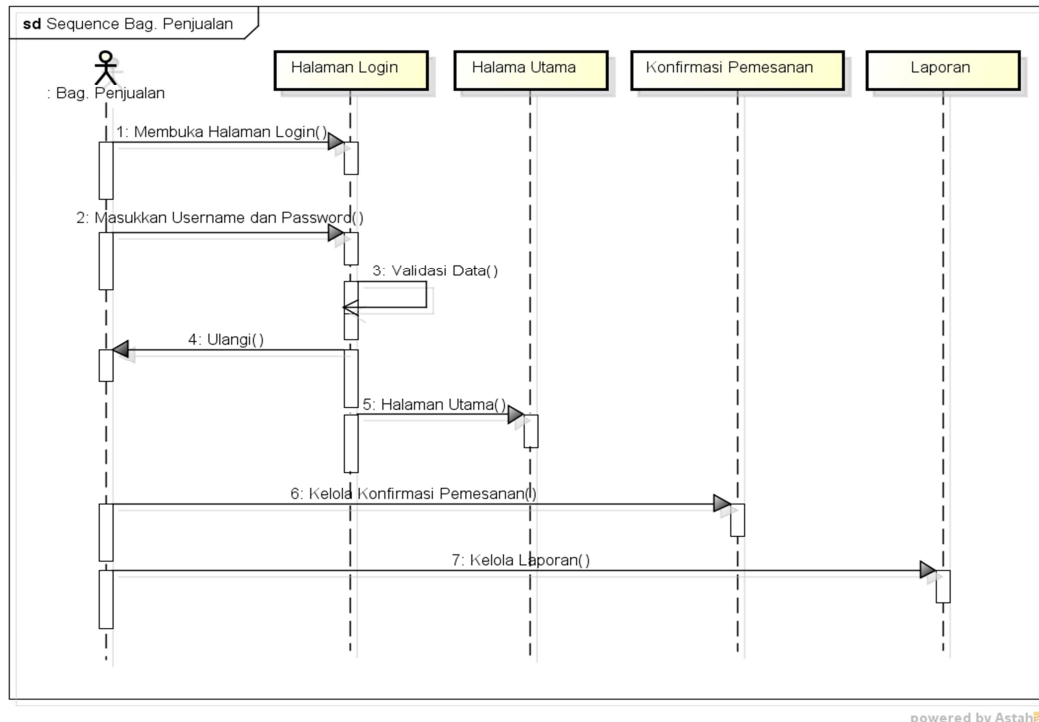 sd Sequence Bag. Penjualan
: Bag. Penjualan
Halaman Login
Halama Utama
Konfirmasi Pemesanan
Laporan
1: Membuka Halaman Login()
2: Masukkan Username dan Password()
3: Validasi Data()
4: Ulangi()
5: Halaman Utama()
6: Kelola Konfirmasi Pemesanan()
7: Kelola Laporan()
powered by Astah